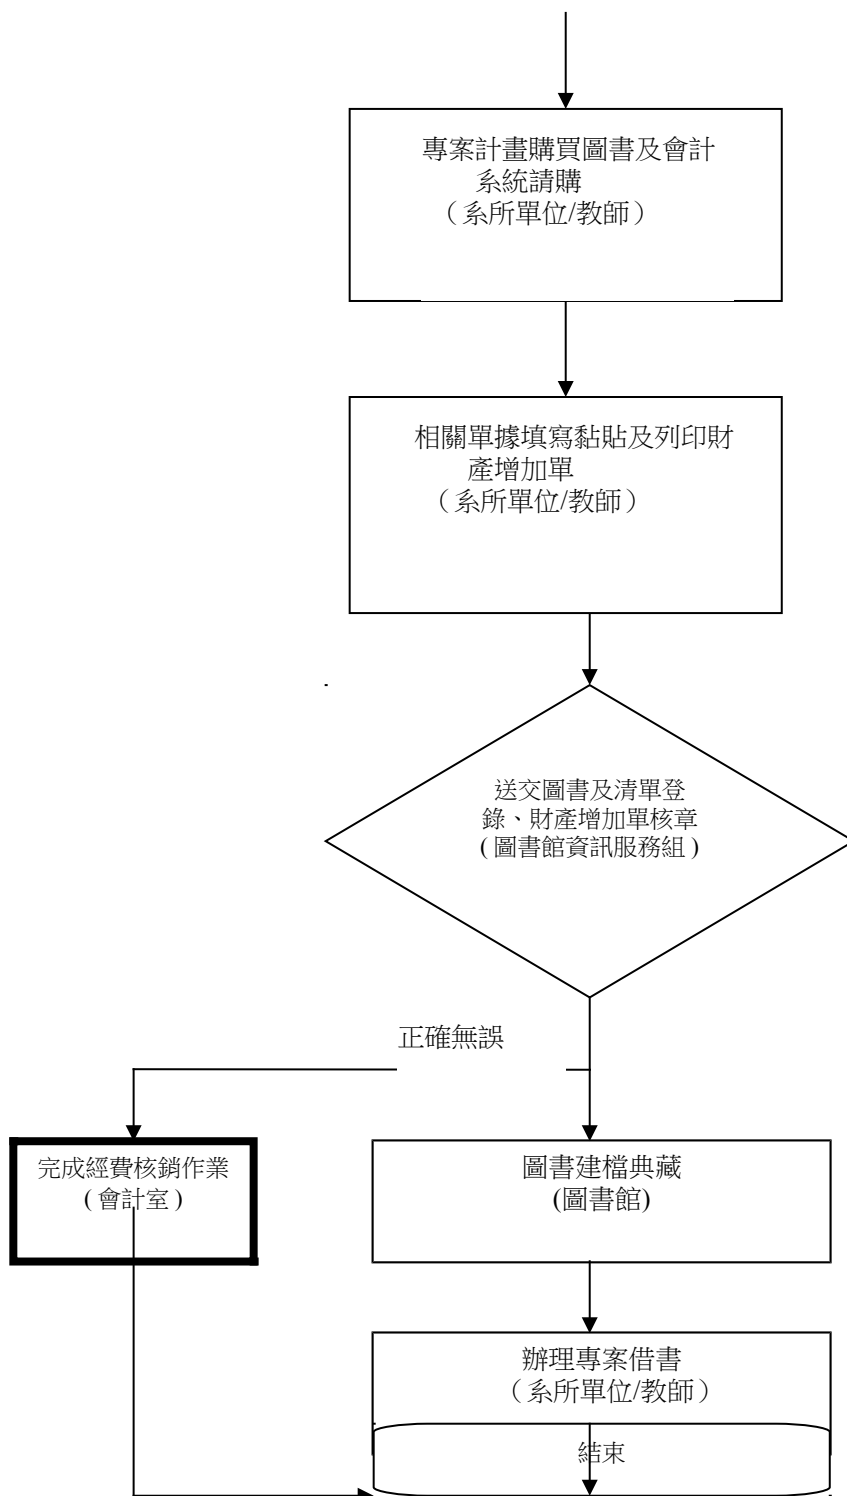 專案計畫購買圖書及會計
系統請購
（系所單位/教師）
相關單據填寫黏貼及列印財
產增加單
（系所單位/教師）
送交圖書及清單登
錄、財產增加單核章
(圖書館資訊服務組)
正確無誤
完成經費核銷作業
(會計室)
圖書建檔典藏
(圖書館)
辦理專案借書
（系所單位/教師）
結束